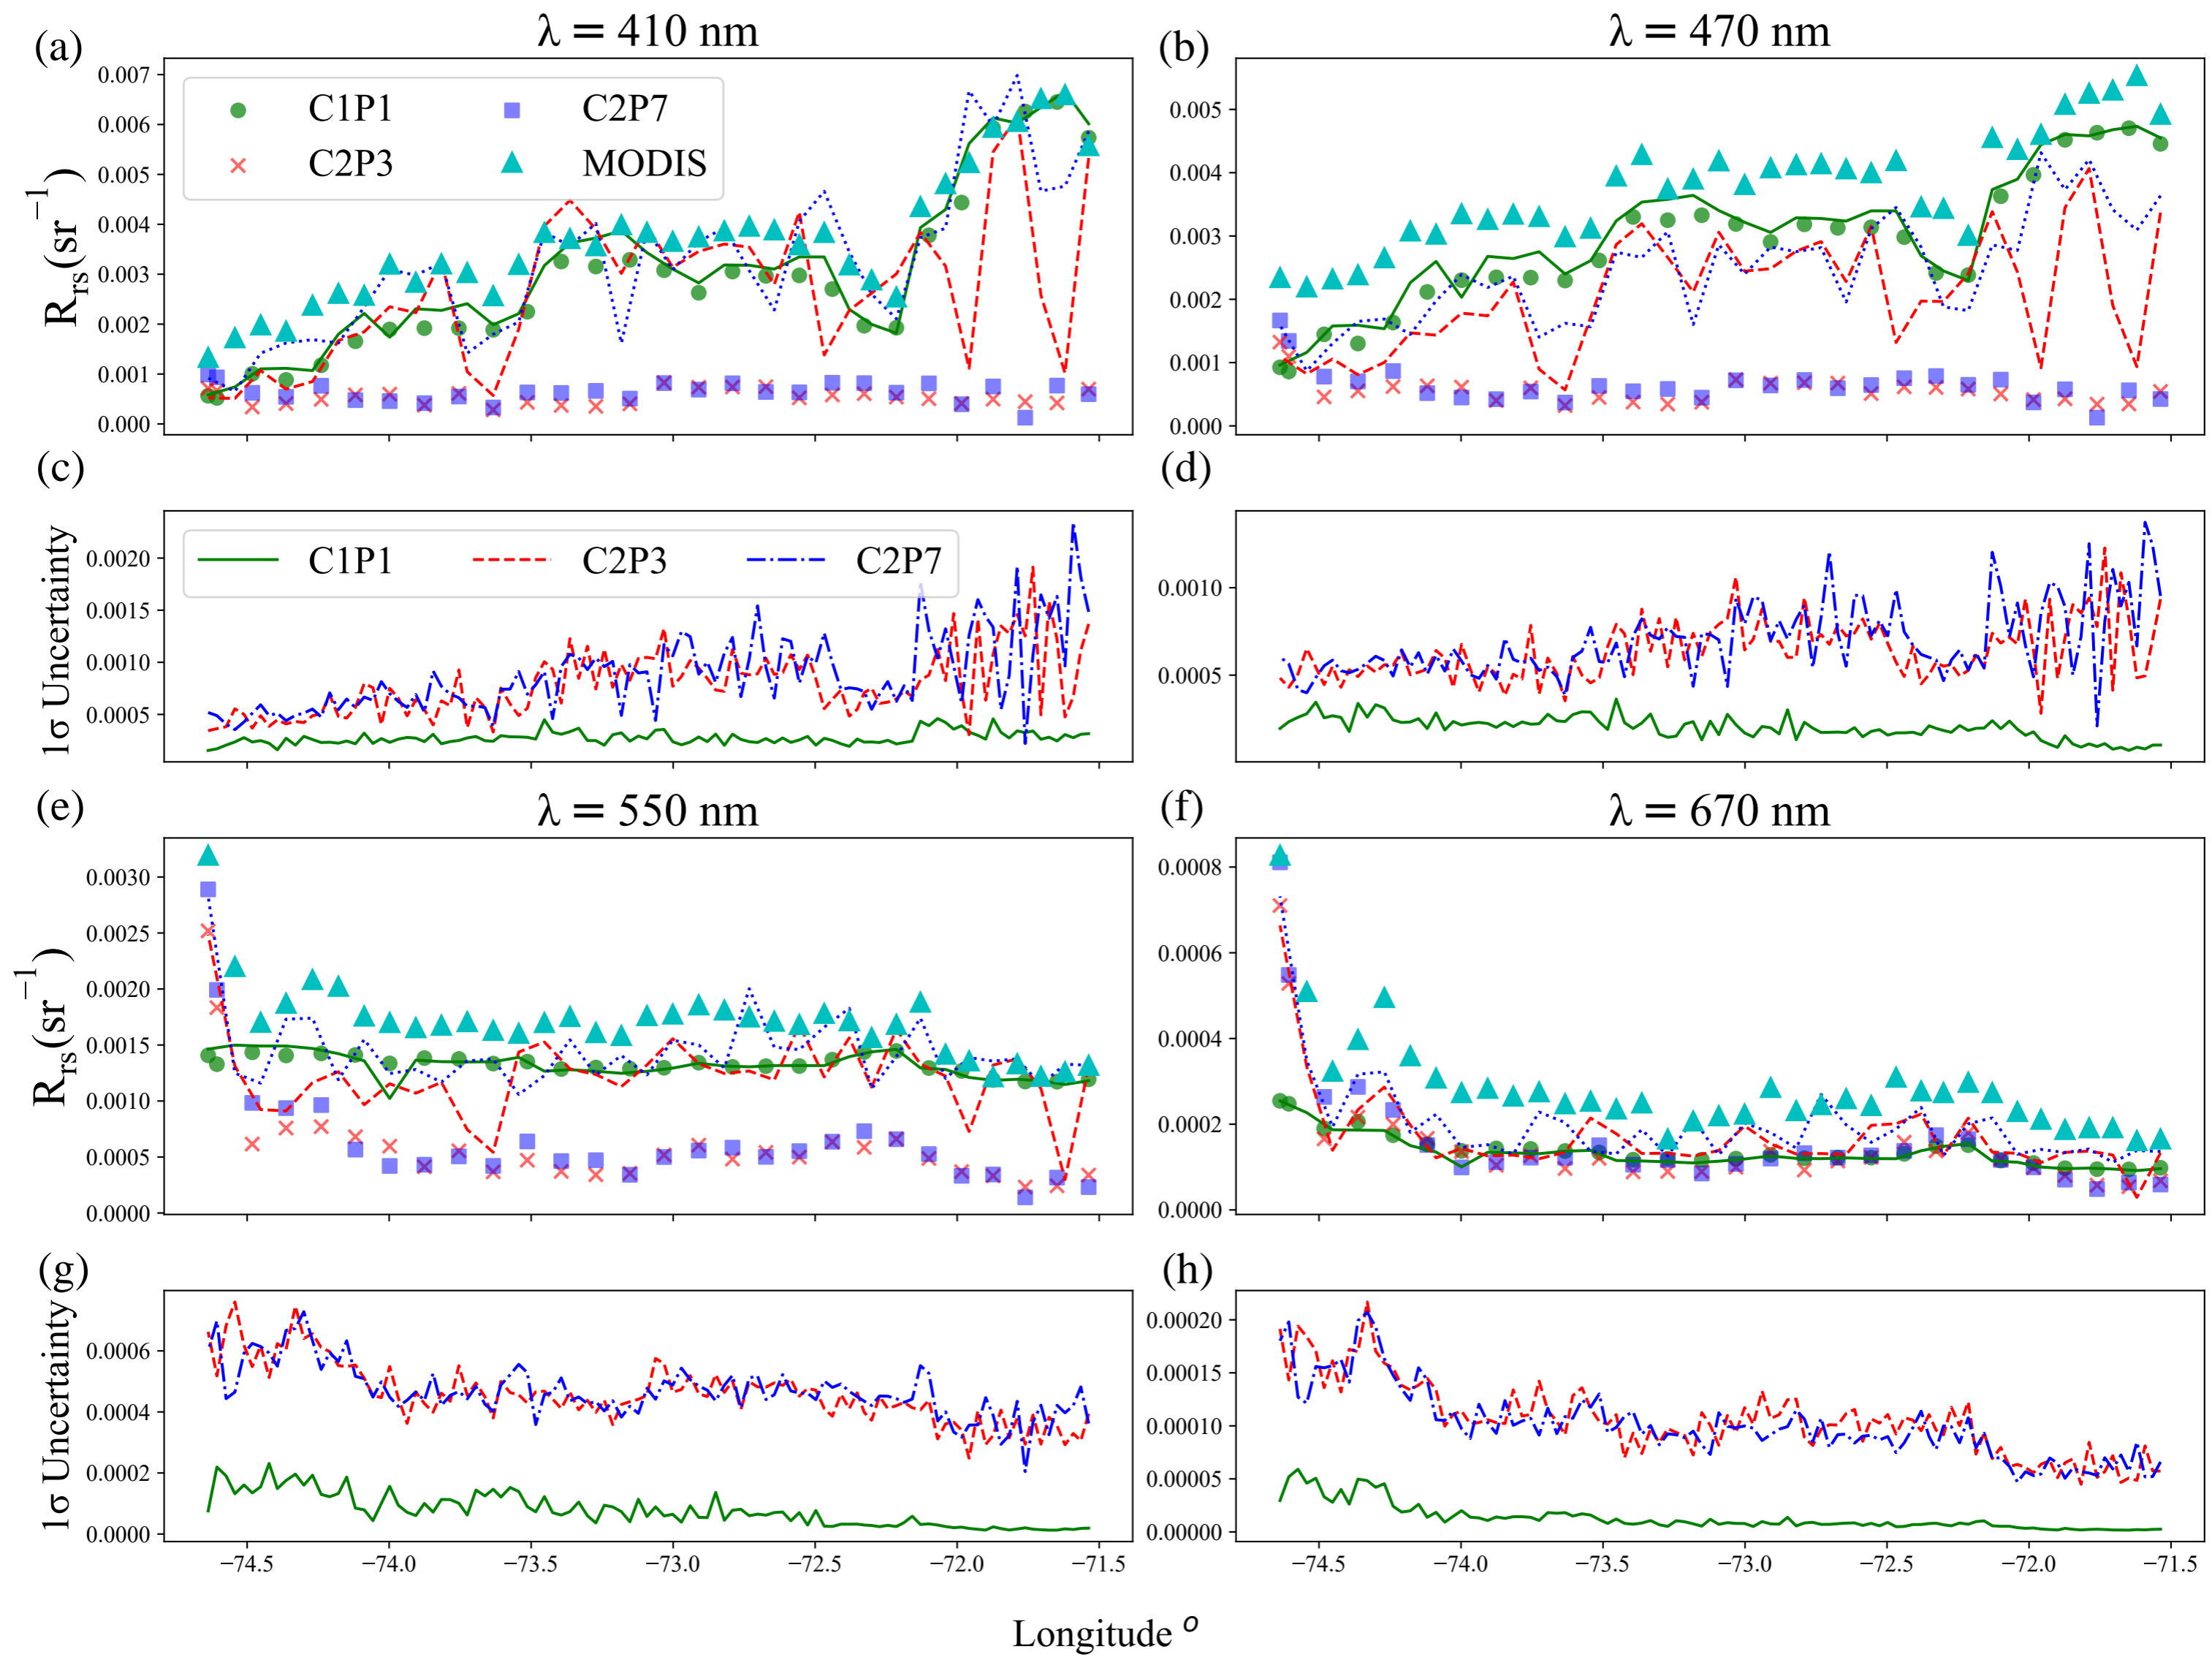 (a) λ = 410 nm
(b) λ = 470 nm
R_rs(sr^−1)
0.007
0.006
0.005
0.004
0.003
0.002
0.001
0.000
C1P1 C2P7
C2P3 MODIS
0.005
0.004
0.003
0.002
0.001
0.000
(c)
(d)
1σ Uncertainty
0.0020
0.0015
0.0010
0.0005
C1P1 C2P3 C2P7
0.0010
0.0005
(e) λ = 550 nm
(f) λ = 670 nm
R_rs(sr^−1)
0.0030
0.0025
0.0020
0.0015
0.0010
0.0005
0.0000
0.0008
0.0006
0.0004
0.0002
0.0000
(g)
(h)
1σ Uncertainty
0.0006
0.0004
0.0002
0.0000
0.00020
0.00015
0.00010
0.00005
0.00000
−74.5 −74.0 −73.5 −73.0 −72.5 −72.0 −71.5
−74.5 −74.0 −73.5 −73.0 −72.5 −72.0 −71.5
Longitude °